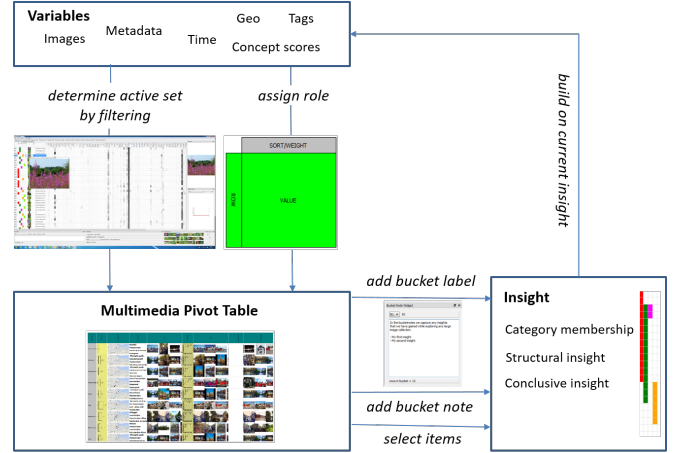 Variables
Geo
Tags
Images
Metadata
Time
Concept scores
determine active set
by filtering
assign role
build on current insight
SORT/WEIGHT
ROW
VALUE
add bucket label
Multimedia Pivot Table
Insight
Category membership
Structural insight
Conclusive insight
add bucket note
select items